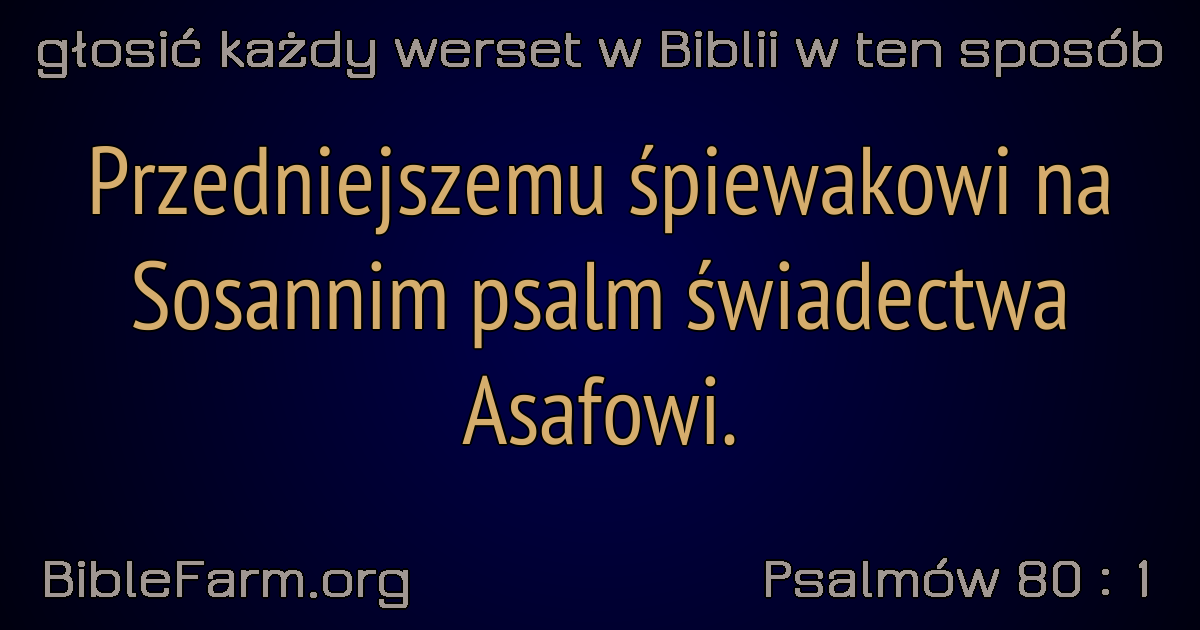 głosić każdy werset w Biblii w ten sposób
Przedniejszemu śpiewakowi na
Sosannim psalm świadectwa
Asafowi.
BibleFarm.org
Psalmów 80 : 1